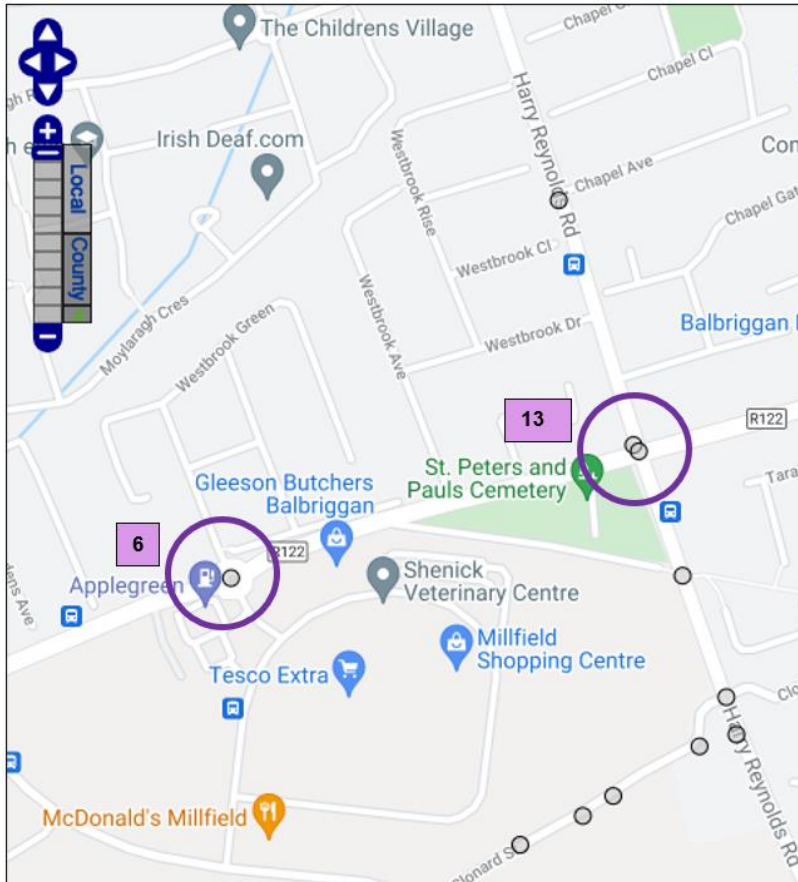 The Childrens Village
Chapel Cl
Harry Reynolds Rd
Irish Deaf.com
Westbrook Rise
Chapel Ave
Chapel Gat
Local
County
Westbrook Cl
Moylaragh Cres
Westbrook Green
Westbrook Ave
Westbrook Dr
Balbriggan
13
R122
St. Peters and
Pauls Cemetery
Tara
Gleeson Butchers
Balbriggan
6
R122
Applegreen
Shenick
Veterinary Centre
Millfield
Shopping Centre
Tesco Extra
Harry Reynolds Rd
McDonald's Millfield
Clonard S